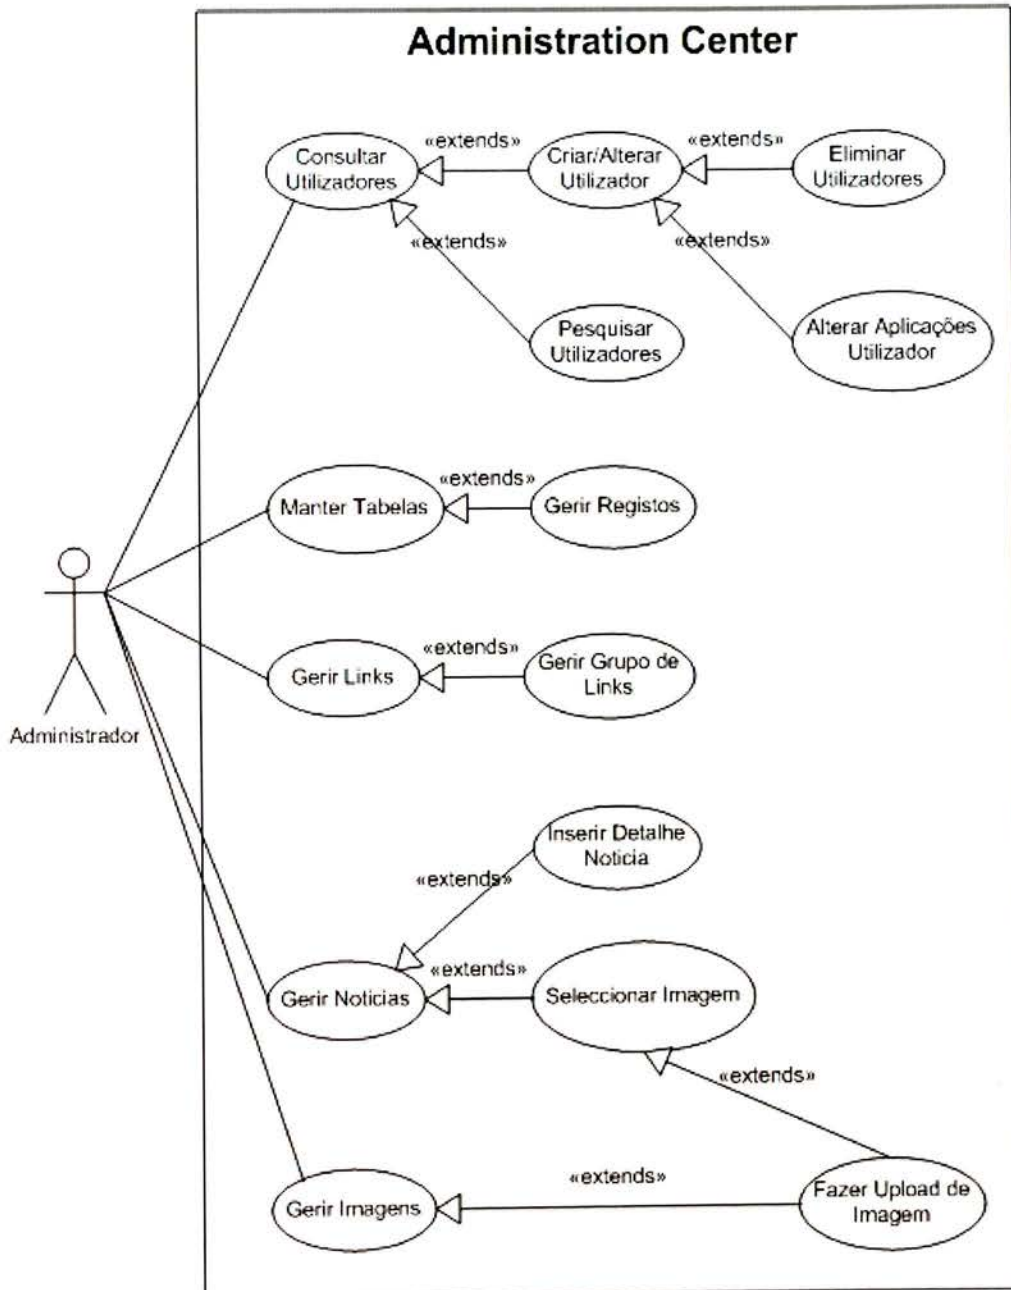 Administration Center
«extends»
«extends»
Consultar
Utilizadores
Criar/Alterar
Utilizador
Eliminar
Utilizadores
«extends»
«extends»
Pesquisar
Utilizadores
Alterar Aplicações
Utilizador
«extends»
Manter Tabelas
Gerir Registos
«extends»
Gerir Links
Gerir Grupo de
Links
Administrador
Inserir Detalhe
Noticia
«extends»
«extends»
Gerir Noticias
Seleccionar Imagem
«extends»
«extends»
Gerir Imagens
Fazer Upload de
Imagem